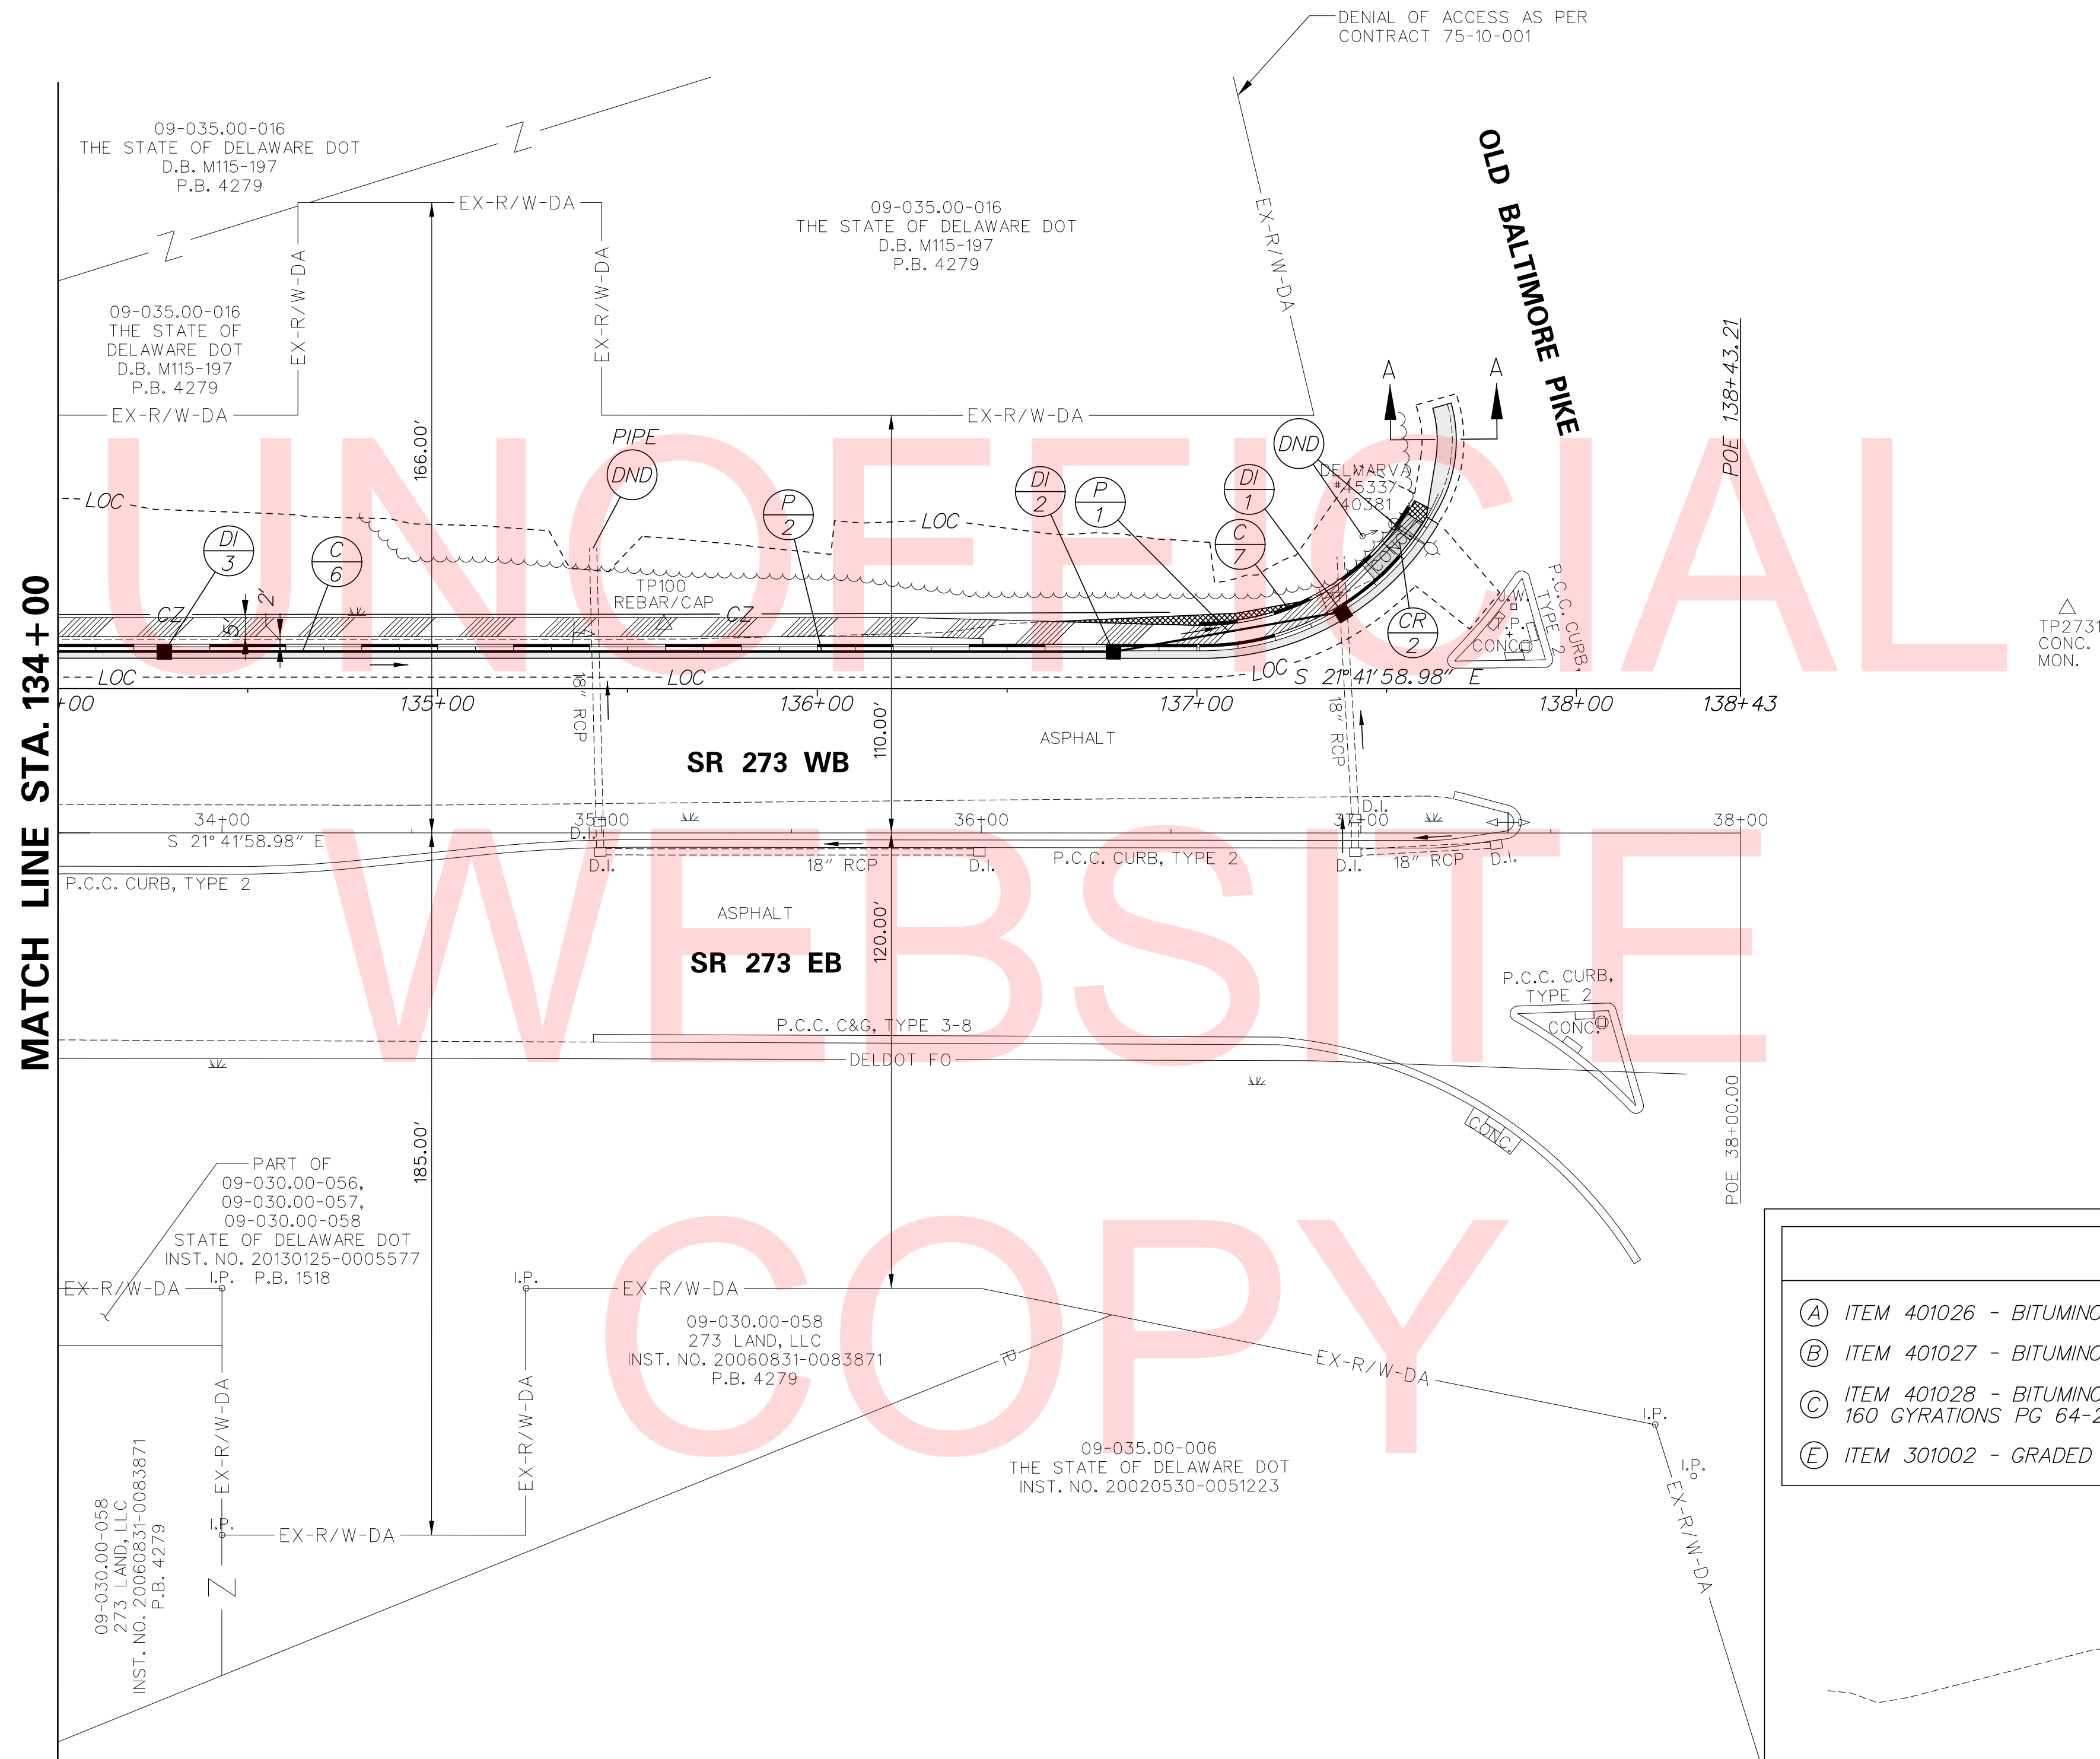 DENIAL OF ACCESS AS PER
CONTRACT 75-10-001
09-035.00-016
THE STATE OF DELAWARE DOT
D.B. M115-197
P.B. 4279
Z
Z
EX-R/W-DA
EX-R/W-DA
EX-R/W-DA
09-035.00-016
THE STATE OF DELAWARE DOT
D.B. M115-197
P.B. 4279
EX-R/W-DA
OLD BALTIMORE PIKE
09-035.00-016
THE STATE OF
DELAWARE DOT
D.B. M115-197
P.B. 4279
EX-R/W-DA
EX-R/W-DA
A
A
POE 138+43.21
166.00'
UNOFFICIAL
WEBSITE
COPY
PIPE
DND
DND
DELMARVA
#45337
40381
LOC
LOC
DI
3
C
6
P
2
DI
2
P
1
DI
1
C
7
CR
2
CONC.
TP100
REBAR/CAP
CZ
CZ
5'
2'
U.W.
T.P.
CONC.
P.C.C. CURB,
TYPE 2
TP2731
CONC.
MON.
MATCH LINE STA. 134+00
LOC
LOC
LOC
S 21°41'58.98" E
+00
135+00
136+00
137+00
138+00
138+43
18" RCP
18" RCP
110.00'
ASPHALT
SR 273 WB
34+00
35+00
36+00
37+00
38+00
S 21°41'58.98" E
D.I.
D.I.
D.I.
D.I.
D.I.
D.I.
18" RCP
18" RCP
P.C.C. CURB, TYPE 2
P.C.C. CURB, TYPE 2
ASPHALT
SR 273 EB
120.00'
P.C.C. CURB,
TYPE 2
CONC.
P.C.C. C&G, TYPE 3-8
DELDOT FO
CONC.
POE 38+00.00
185.00'
PART OF
09-030.00-056,
09-030.00-057,
09-030.00-058
STATE OF DELAWARE DOT
INST. NO. 20130125-0005577
P.B. 1518
EX-R/W-DA
I.P.
I.P.
EX-R/W-DA
09-030.00-058
273 LAND, LLC
INST. NO. 20060831-0083871
P.B. 4279
EX-R/W-DA
EX-R/W-DA
EX-R/W-DA
I.P.
I.P.
EX-R/W-DA
I.P.
EX-R/W-DA
Z
09-030.00-058
273 LAND, LLC
INST. NO. 20060831-0083871
P.B. 4279
09-035.00-006
THE STATE OF DELAWARE DOT
INST. NO. 20020530-0051223
A ITEM 401026 - BITUMINO
B ITEM 401027 - BITUMINO
C ITEM 401028 - BITUMINO
160 GYRATIONS PG 64-2
E ITEM 301002 - GRADED